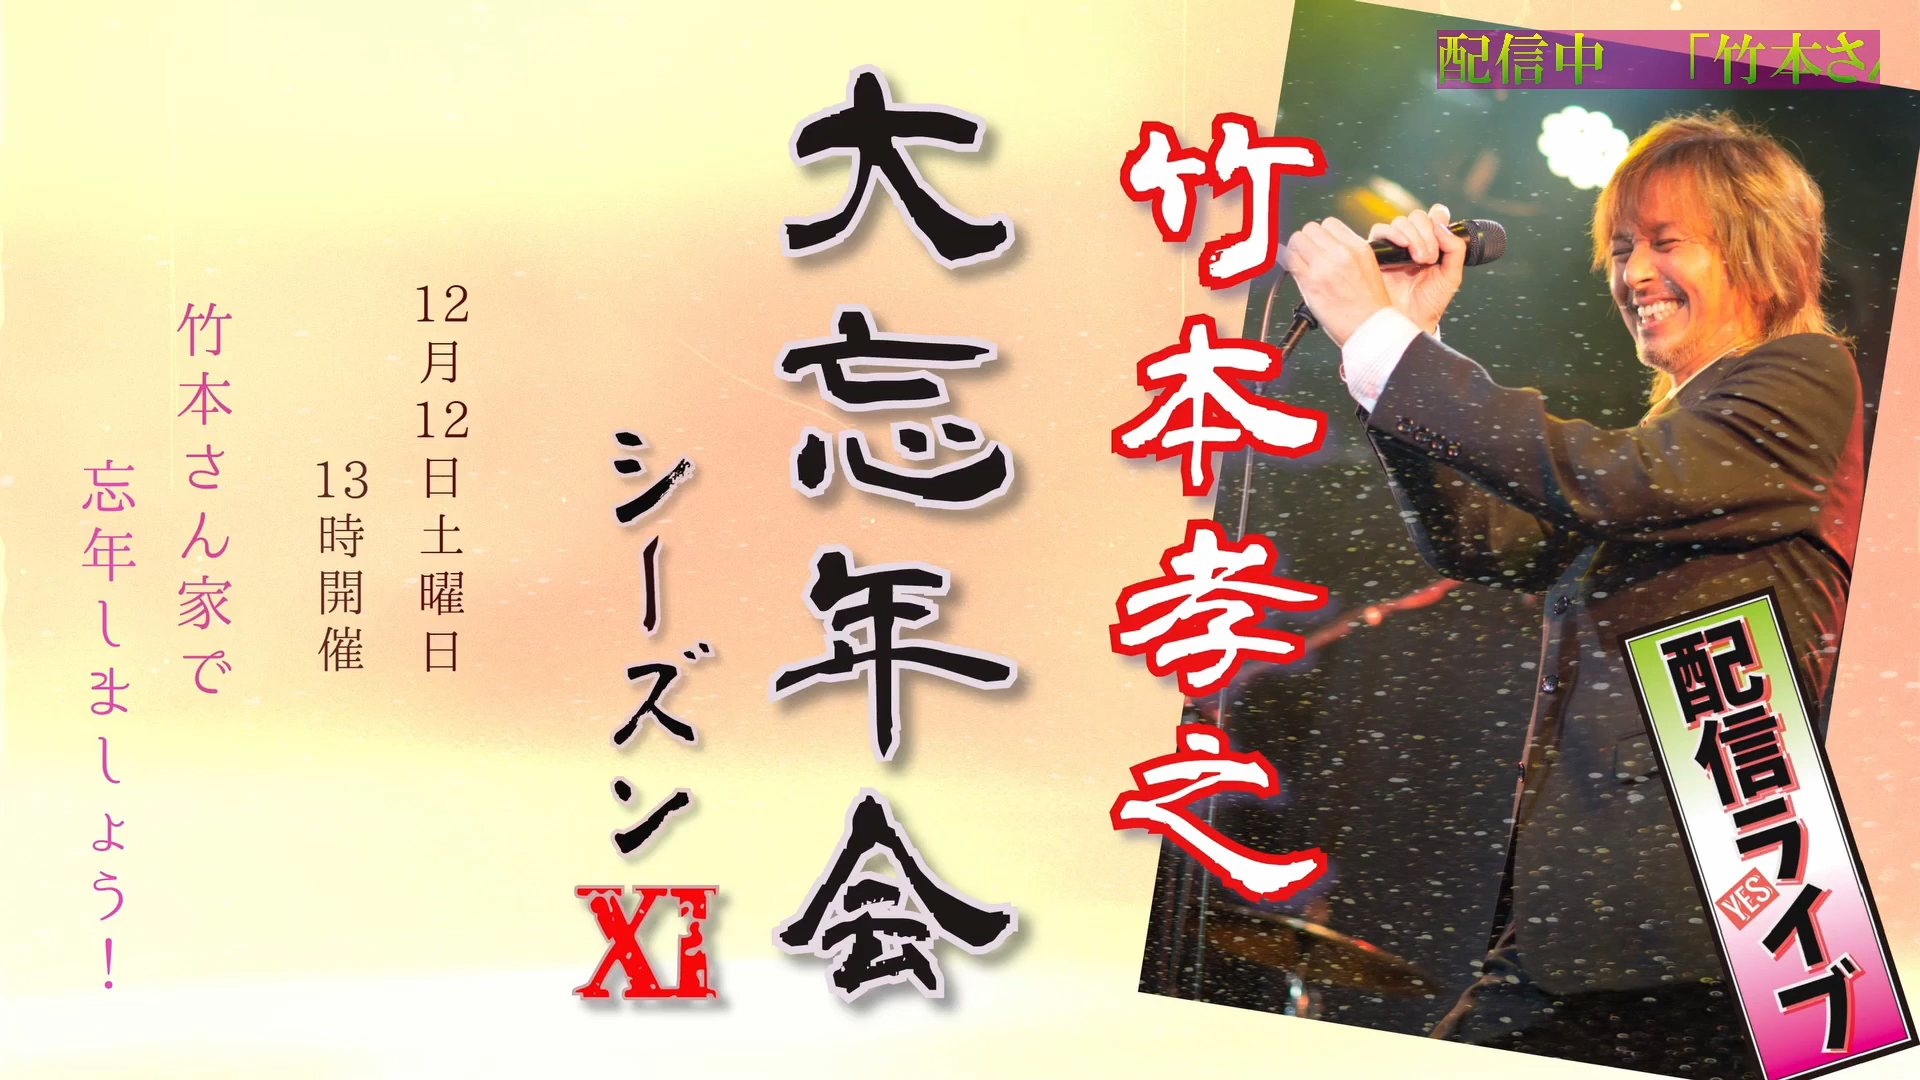 配信中　「竹本さ
竹本孝之
大忘年会
シーズン
XI
12月12日土曜日
13時開催
竹本さん家で
忘年しましょう！
配信ライブ
YES